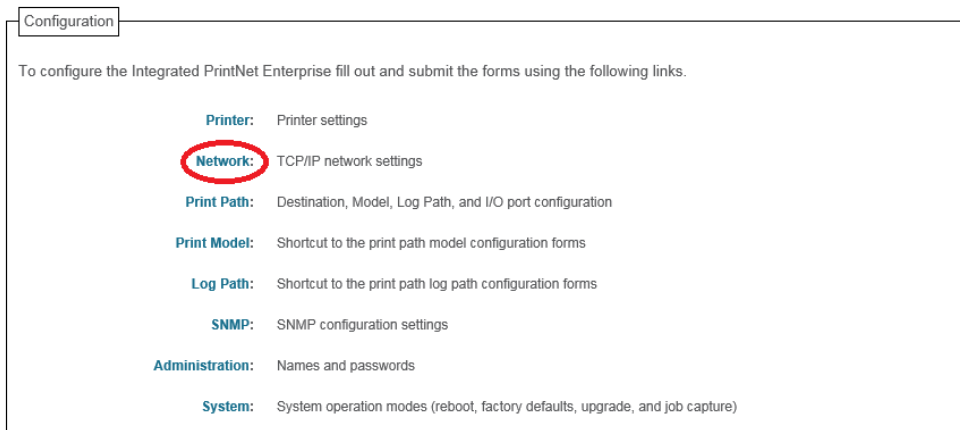 Configuration
To configure the Integrated PrintNet Enterprise fill out and submit the forms using the following links.
Printer: Printer settings
Network: TCP/IP network settings
Print Path: Destination, Model, Log Path, and I/O port configuration
Print Model: Shortcut to the print path model configuration forms
Log Path: Shortcut to the print path log path configuration forms
SNMP: SNMP configuration settings
Administration: Names and passwords
System: System operation modes (reboot, factory defaults, upgrade, and job capture)